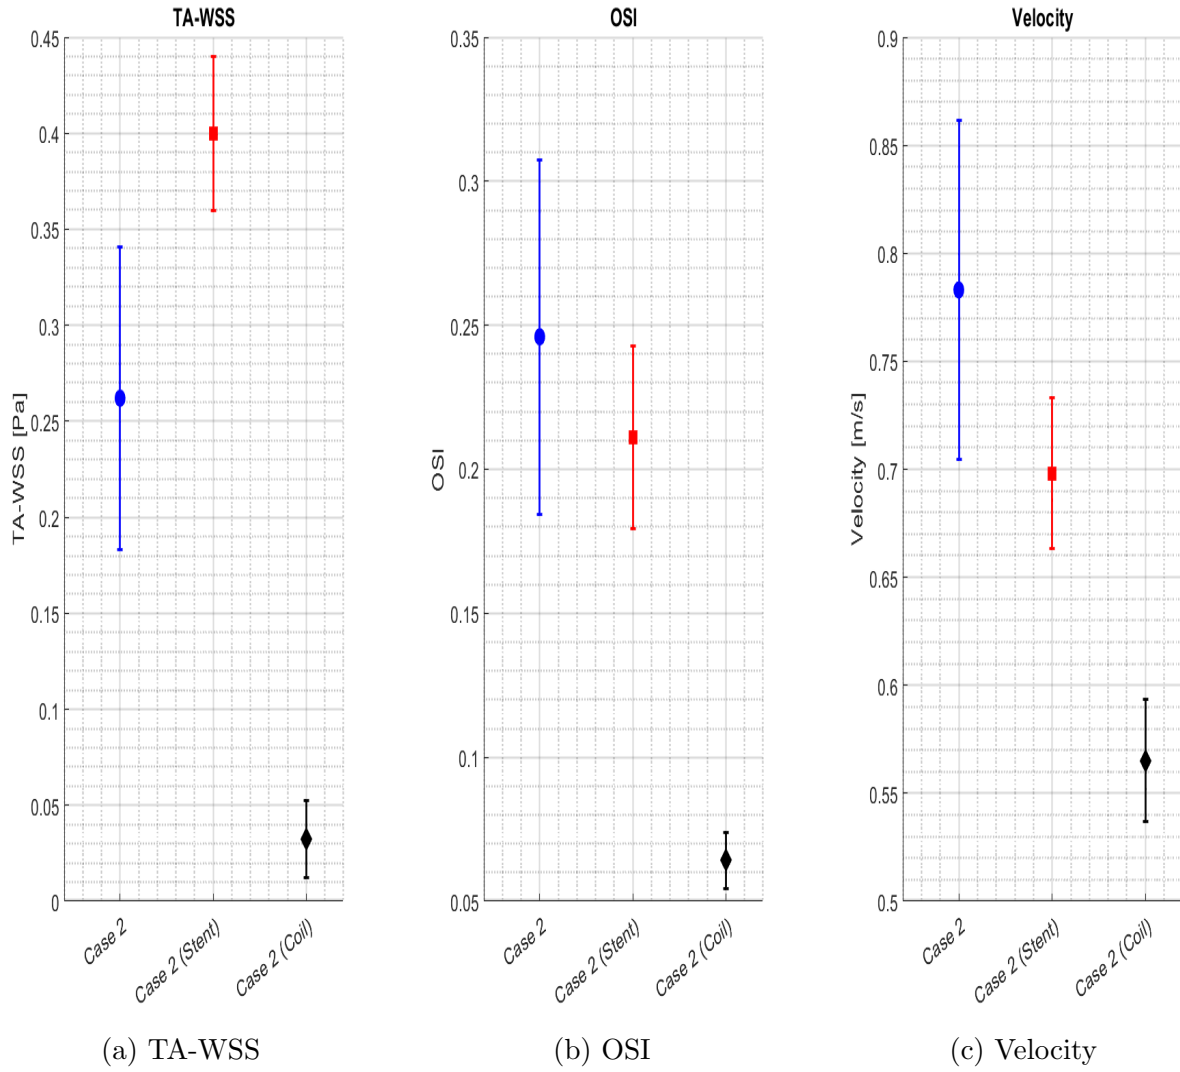 TA-WSS
OSI
Velocity
TA-WSS [Pa]
0.45
0.4
0.35
0.3
0.25
0.2
0.15
0.1
0.05
0
Case 2
Case 2 (Stent)
Case 2 (Coil)
OSI
0.35
0.3
0.25
0.2
0.15
0.1
0.05
Case 2
Case 2 (Stent)
Case 2 (Coil)
Velocity [m/s]
0.9
0.85
0.8
0.75
0.7
0.65
0.6
0.55
0.5
Case 2
Case 2 (Stent)
Case 2 (Coil)
(a) TA-WSS
(b) OSI
(c) Velocity